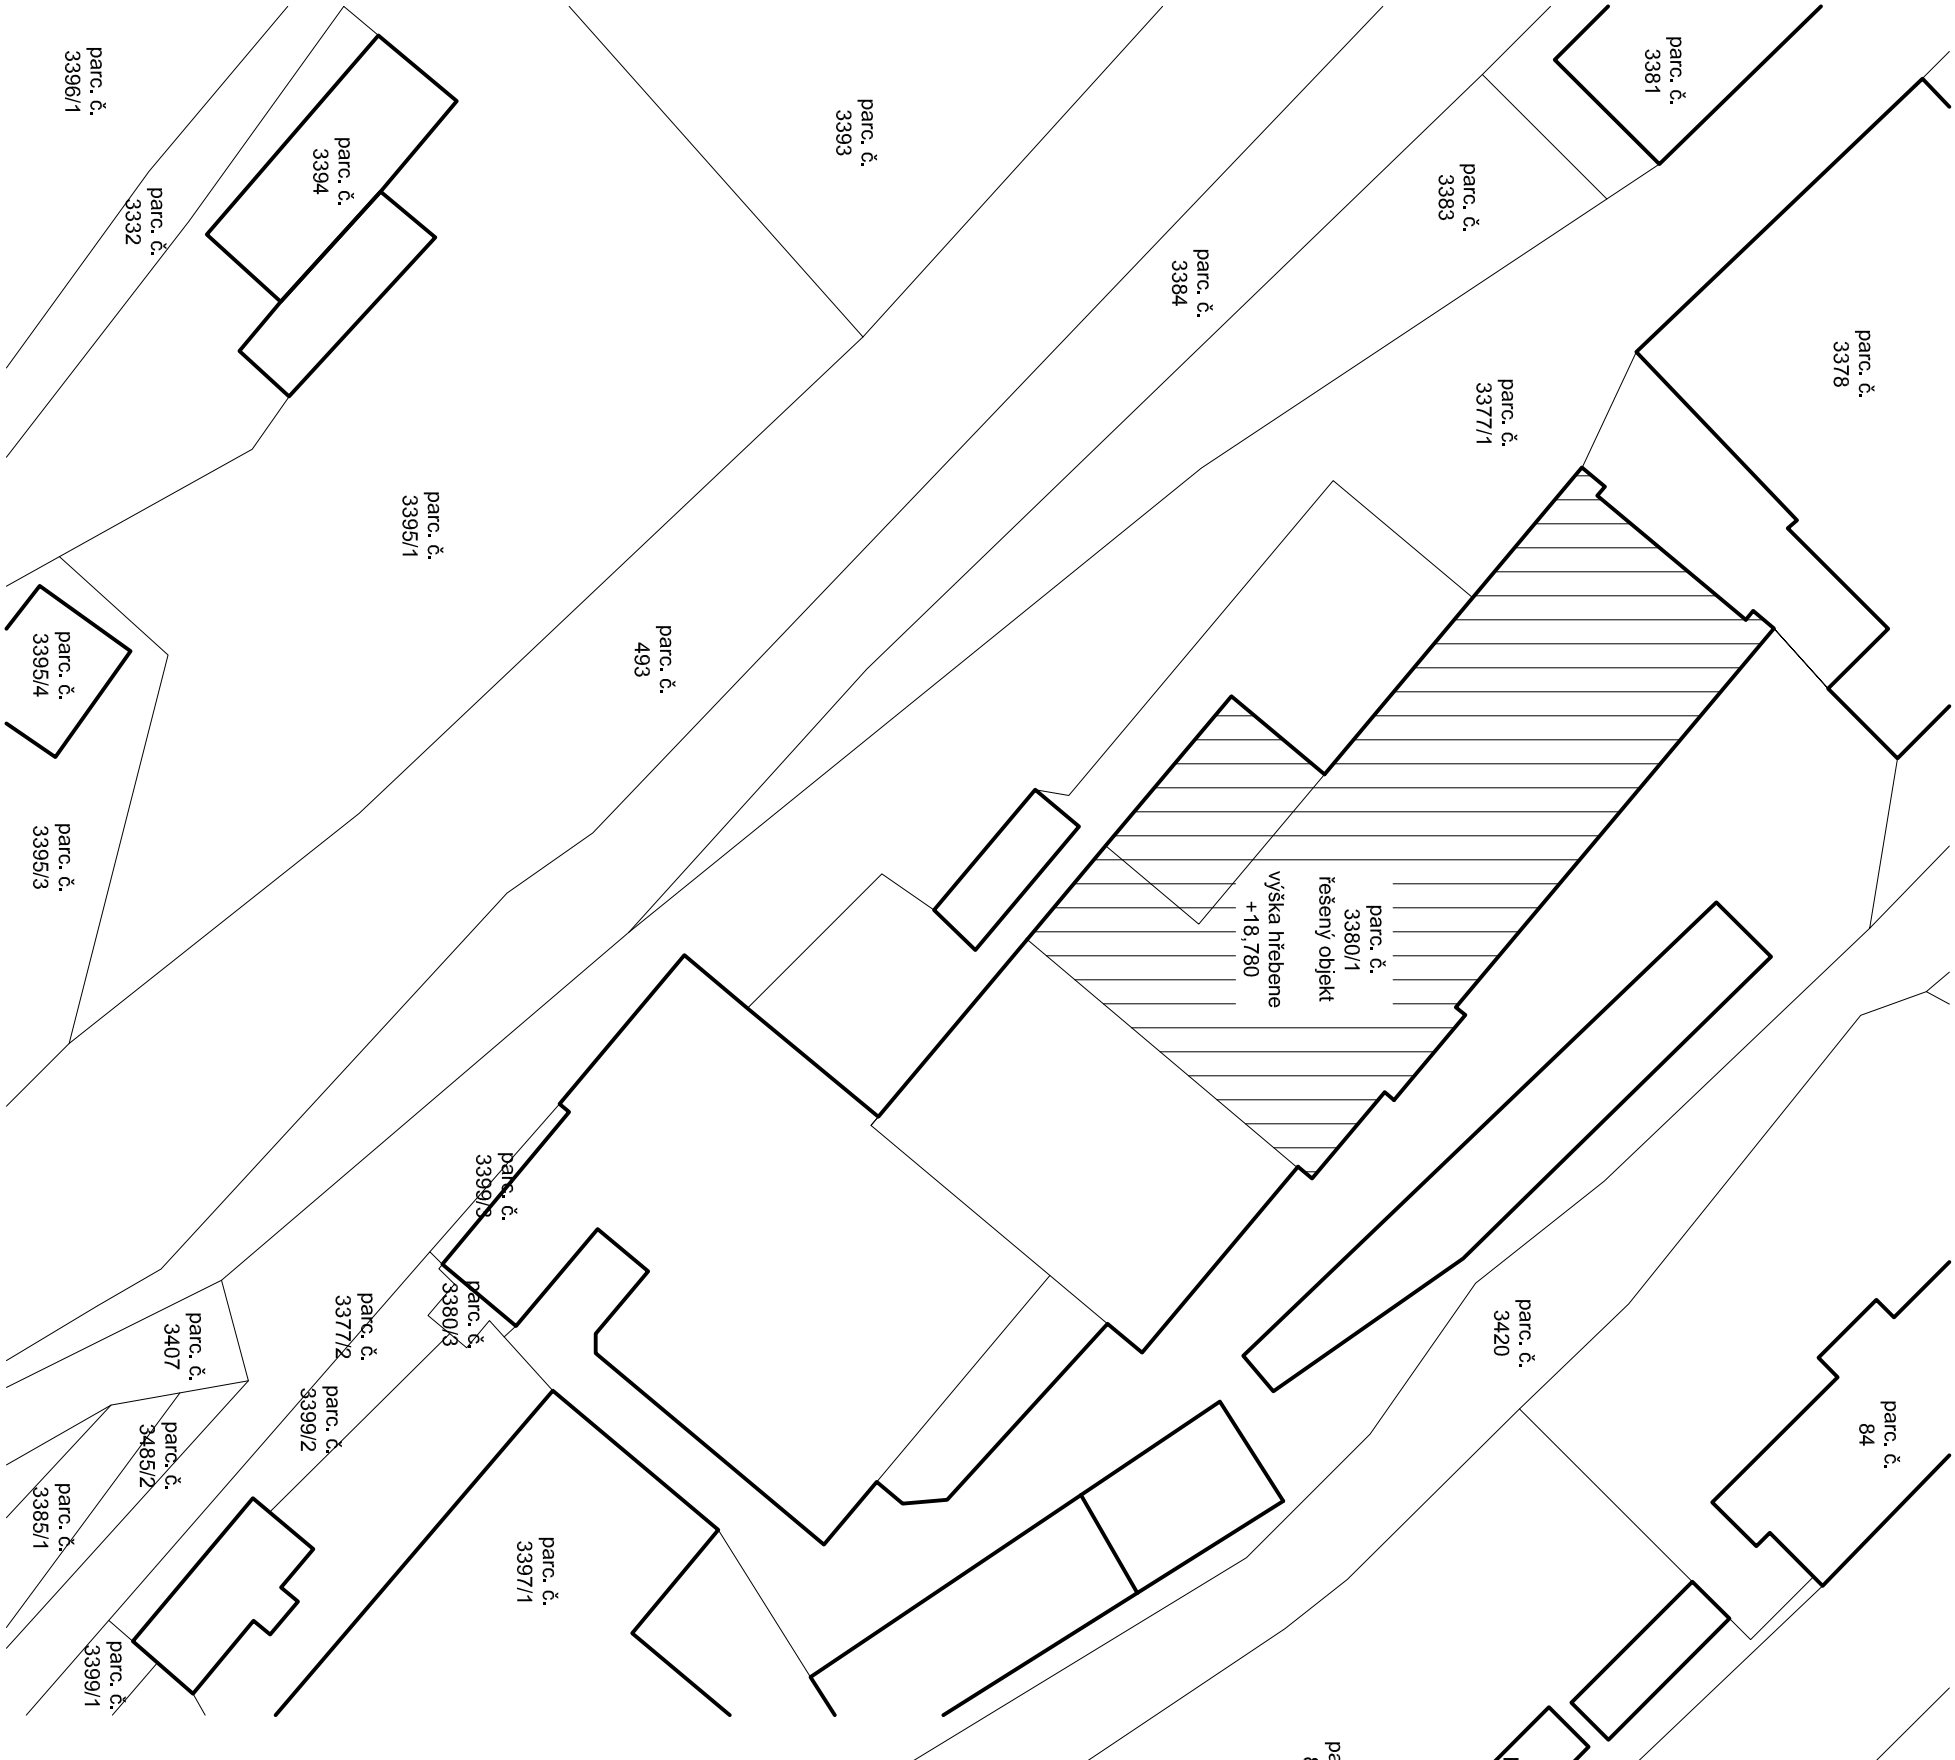 parc. č.
3396/1
parc. č.
3332
parc. č.
3394
parc. č.
3393
parc. č.
3384
parc. č.
3383
parc. č.
3381
parc. č.
3378
parc. č.
3377/1
parc. č.
3395/1
parc. č.
493
parc. č.
3395/4
parc. č.
3395/3
parc. č.
3380/1
řešený objekt
výška hřebene
+18,780
parc. č.
3399/3
parc. č.
3380/3
parc. č.
3377/2
parc. č.
3399/2
parc. č.
3407
parc. č.
3485/2
parc. č.
3385/1
parc. č.
3399/1
parc. č.
3397/1
parc. č.
3420
parc. č.
84